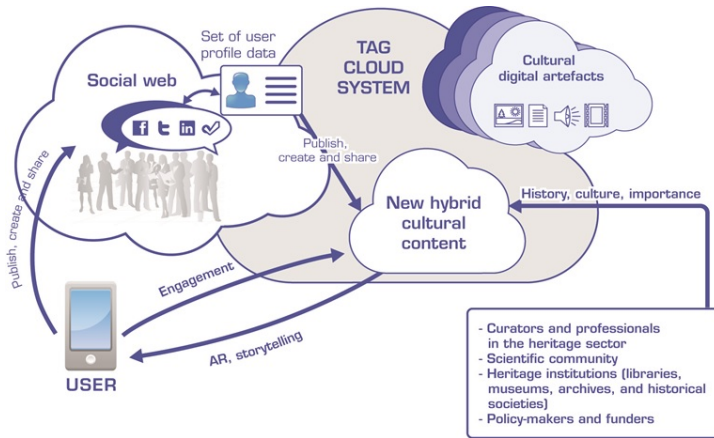 Set of user
profile data
Social web
f t in
TAG
CLOUD
SYSTEM
Cultural
digital artefacts
Publish,
create and share
Publish, create and share
New hybrid
cultural
content
History, culture, importance
Engagement
AR, storytelling
USER
- Curators and professionals
in the heritage sector
- Scientific community
- Heritage institutions (libraries,
museums, archives, and historical
societies)
- Policy-makers and funders